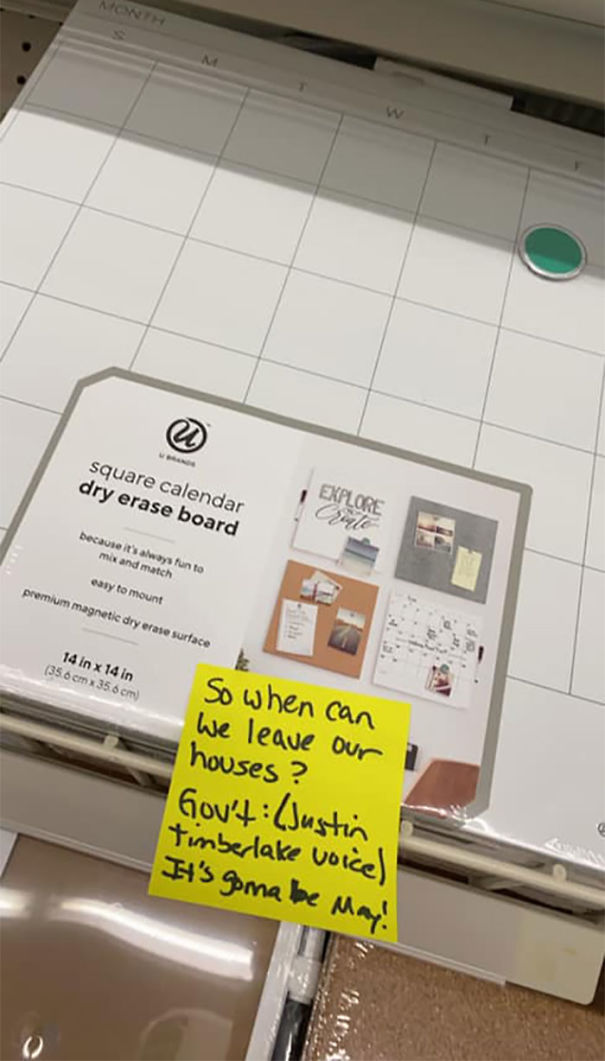 MONTH
S M T W T F
U BRANDS
square calendar
dry erase board
because it's always fun to
mix and match
easy to mount
premium magnetic dry erase surface
14 in x 14 in
(35.6 cm x 35.6 cm)
EXPLORE
Create
So when can
we leave our
houses?
Gov't: (Justin
Timberlake voice)
It's gonna be May!